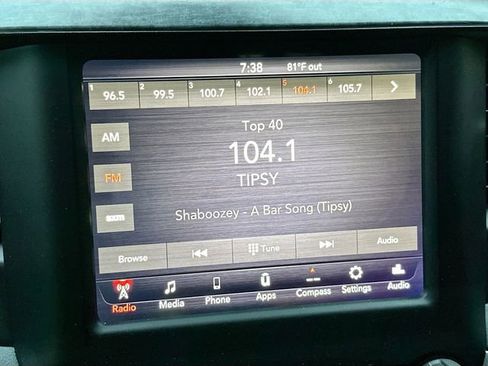 7:38 81°F out
1 96.5 2 99.5 3 100.7 4 102.1 5 104.1 6 105.7
AM
Top 40
104.1
FM
TIPSY
Shaboozey - A Bar Song (Tipsy)
sxm
Browse Tune Audio
Radio Media Phone Apps Compass Settings Audio